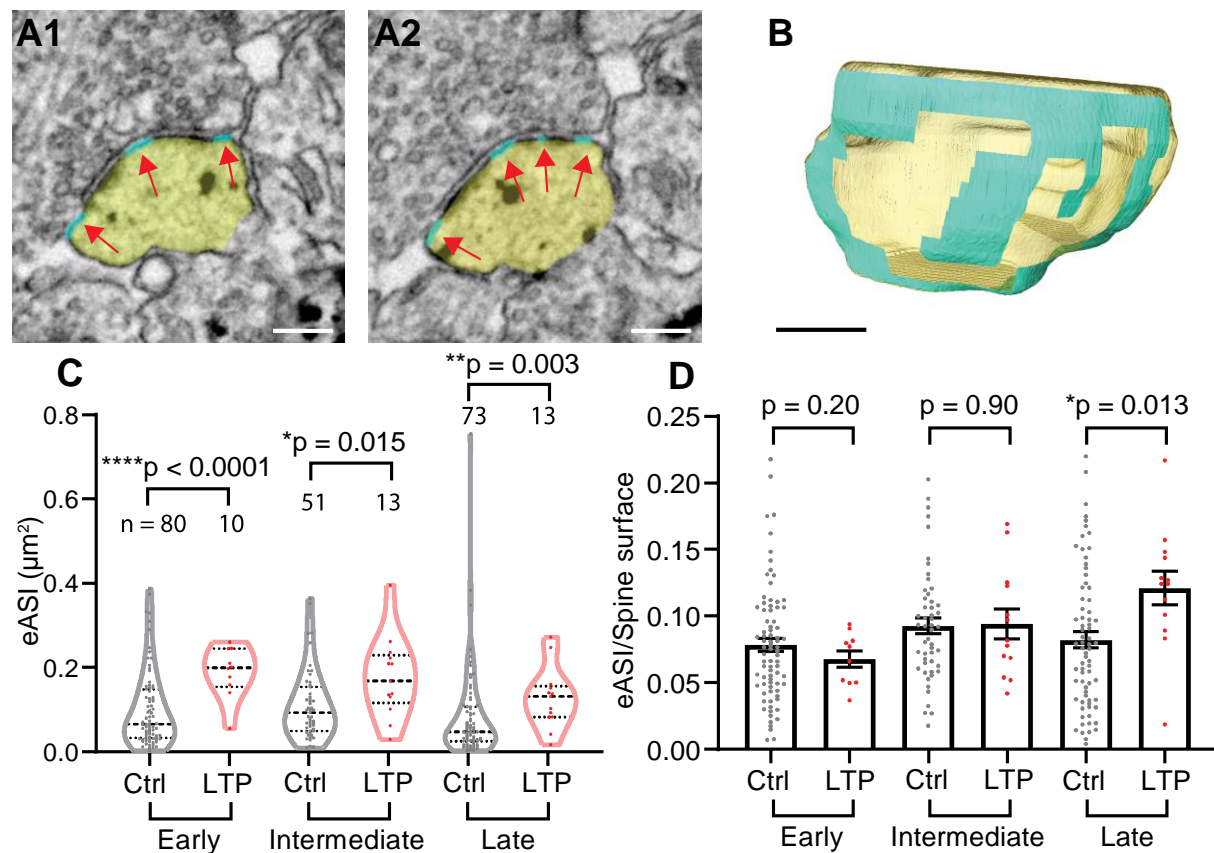 A1
A2
B
C
**p = 0.003
73 13
*p = 0.015
51 13
****p < 0.0001
n = 80 10
eASI (µm²)
0.8
0.6
0.4
0.2
0.0
Ctrl LTP Ctrl LTP Ctrl LTP
Early Intermediate Late
D
p = 0.20 p = 0.90 *p = 0.013
eASI/Spine surface
0.25
0.20
0.15
0.10
0.05
0.00
Ctrl LTP Ctrl LTP Ctrl LTP
Early Intermediate Late